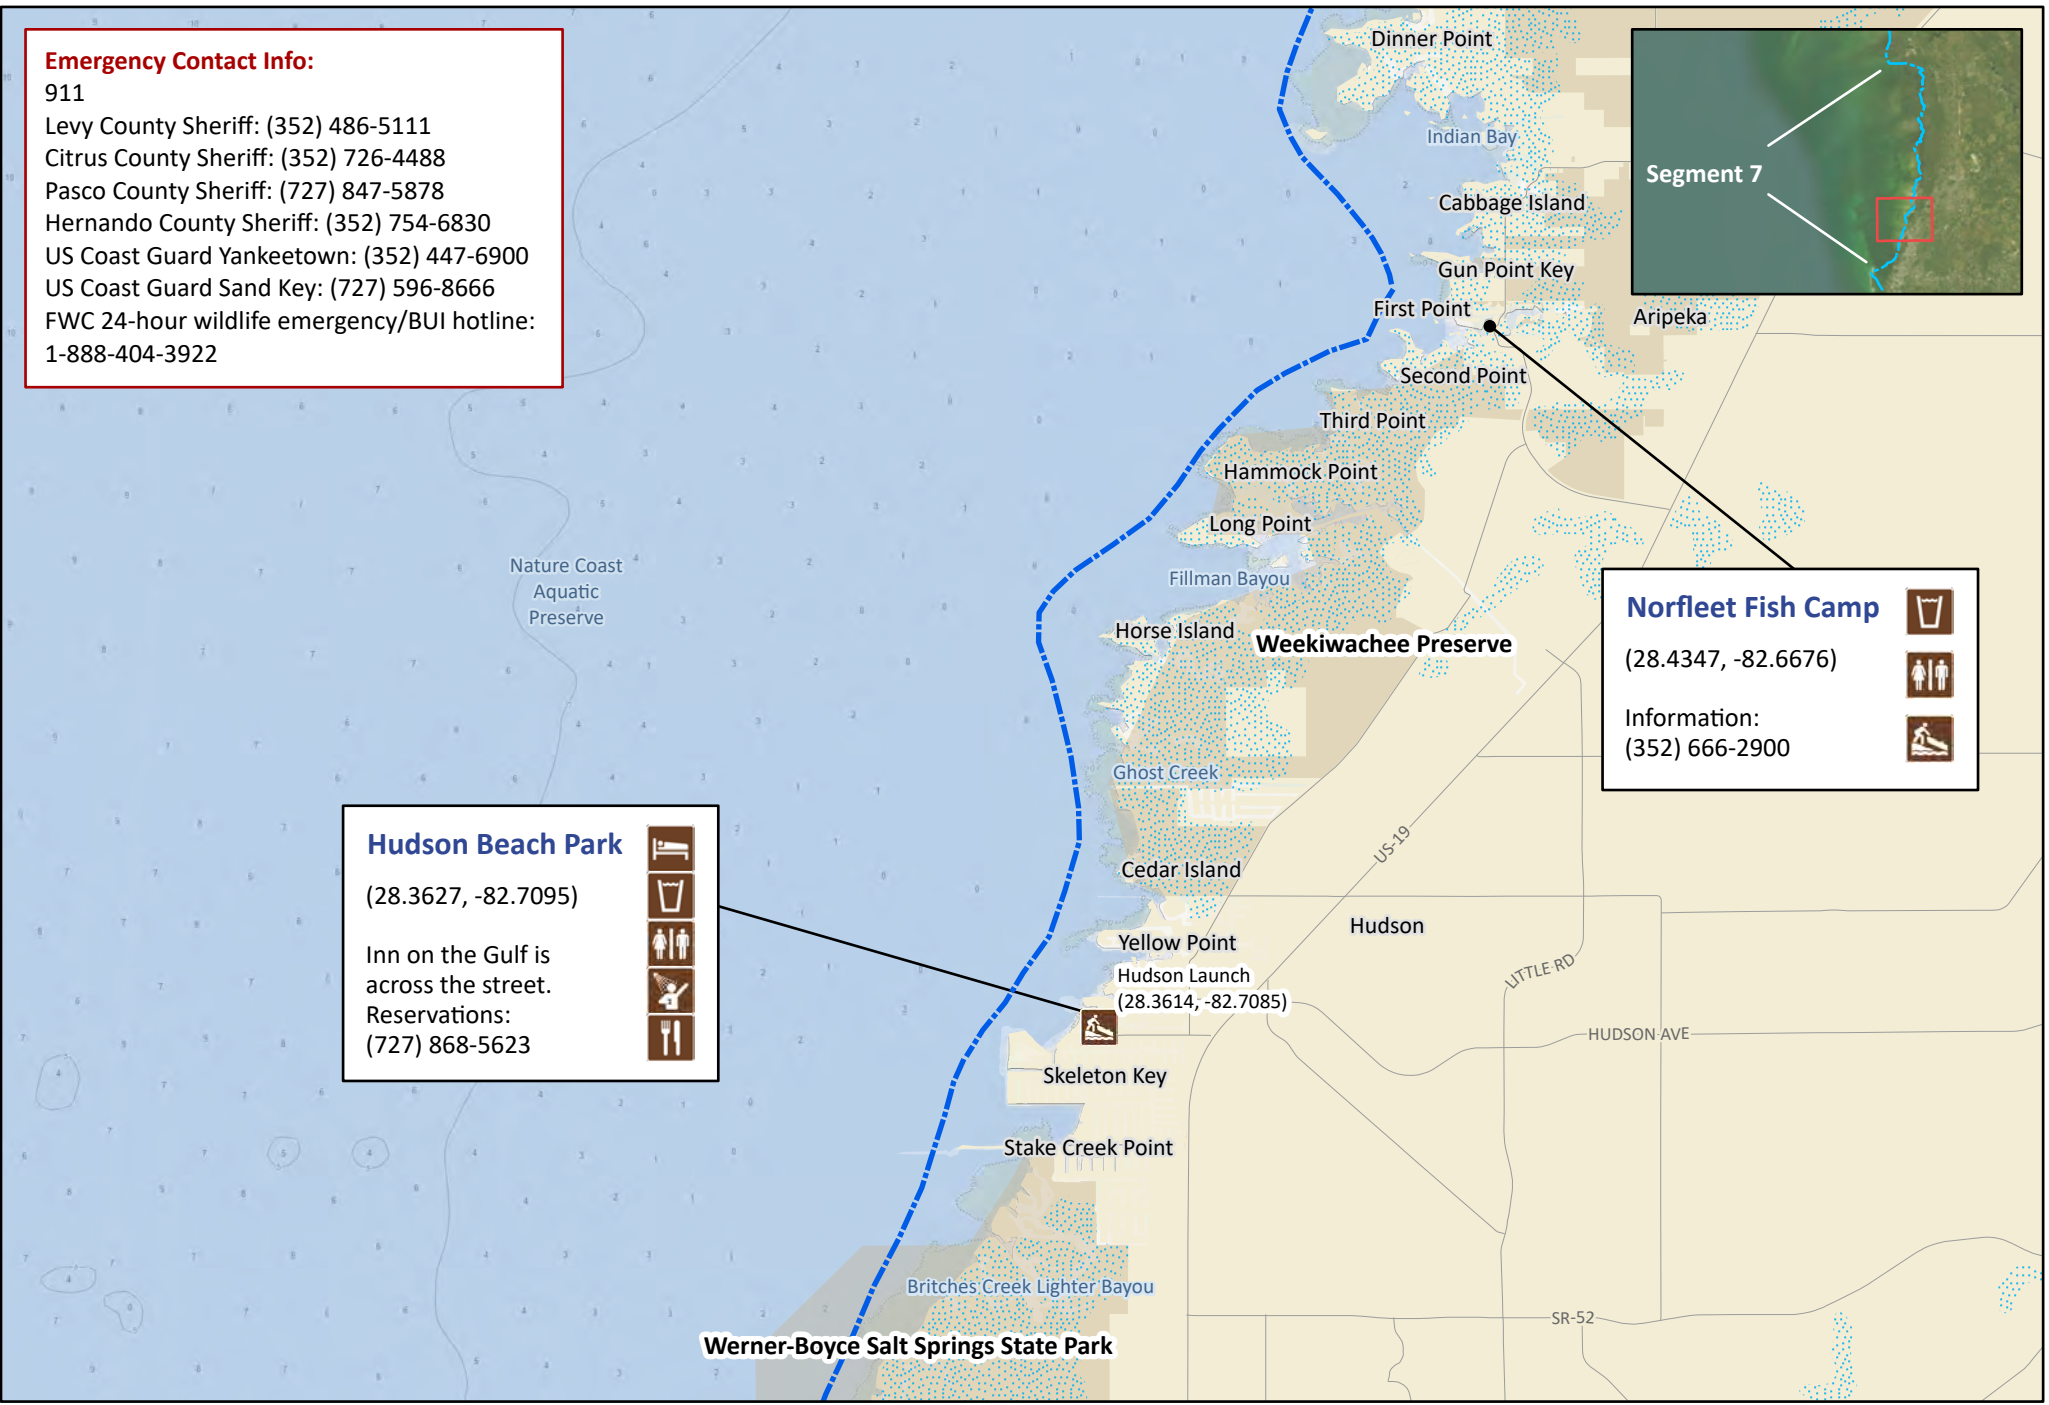 Emergency Contact Info:
911
Levy County Sheriff: (352) 486-5111
Citrus County Sheriff: (352) 726-4488
Pasco County Sheriff: (727) 847-5878
Hernando County Sheriff: (352) 754-6830
US Coast Guard Yankeetown: (352) 447-6900
US Coast Guard Sand Key: (727) 596-8666
FWC 24-hour wildlife emergency/BUI hotline:
1-888-404-3922
Dinner Point
Indian Bay
Cabbage Island
Gun Point Key
First Point
Aripeka
Second Point
Third Point
Hammock Point
Long Point
Fillman Bayou
Horse Island
Weekiwachee Preserve
Segment 7
Nature Coast
Aquatic
Preserve
Norfleet Fish Camp
(28.4347, -82.6676)
Information:
(352) 666-2900
Ghost Creek
Cedar Island
US-19
Hudson
Yellow Point
Hudson Launch
(28.3614, -82.7085)
LITTLE RD
HUDSON AVE
Hudson Beach Park
(28.3627, -82.7095)
Inn on the Gulf is
across the street.
Reservations:
(727) 868-5623
Skeleton Key
Stake Creek Point
Britches Creek Lighter Bayou
SR-52
Werner-Boyce Salt Springs State Park